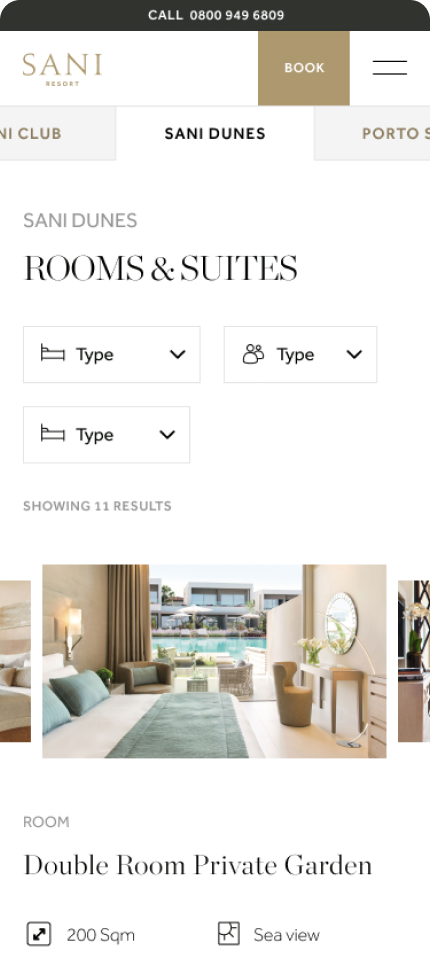 CALL 0800 949 6809
SANI
RESORT
BOOK
NI CLUB
SANI DUNES
PORTO S
SANI DUNES
ROOMS & SUITES
Type
Type
Type
SHOWING 11 RESULTS
ROOM
Double Room Private Garden
200 Sqm
Sea view